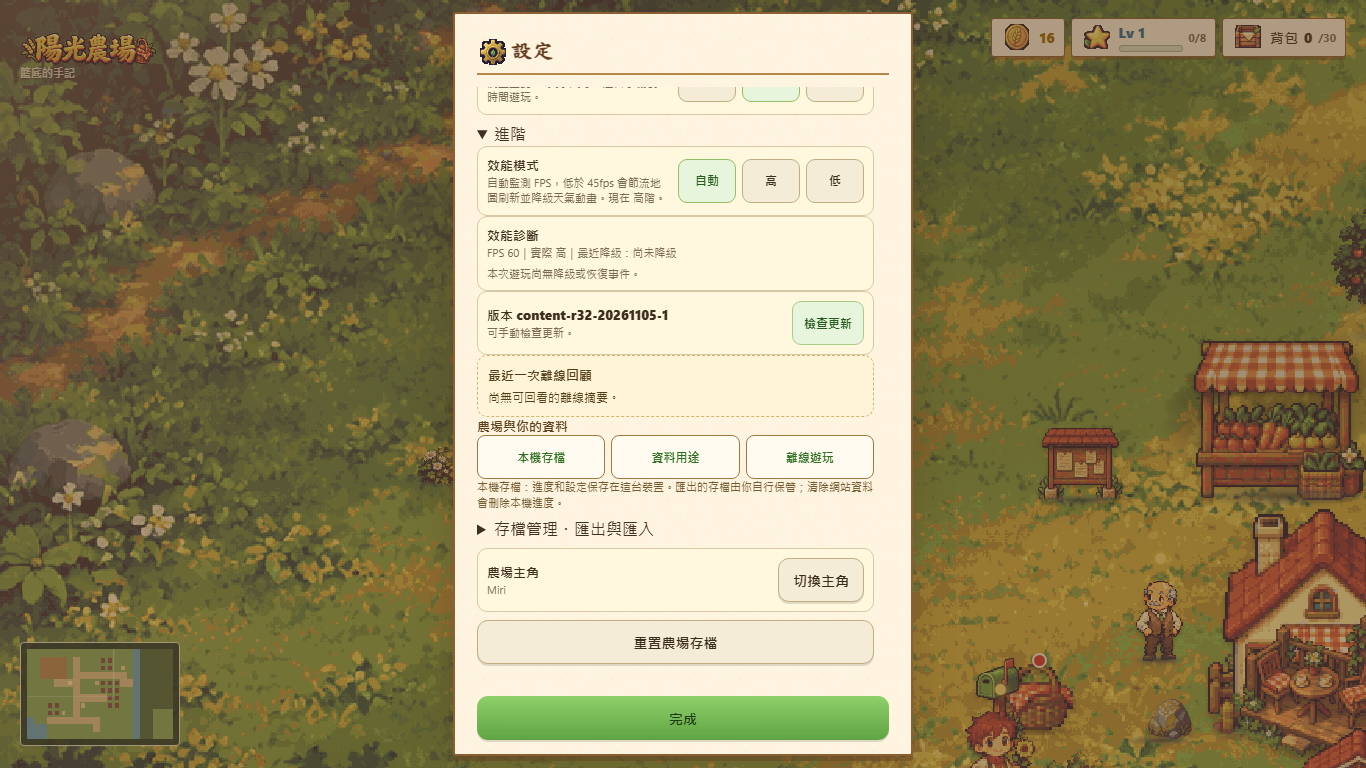 陽光農場
籃底的手記
16
Lv 1
0/8
背包 0 /30
設定
時間遊玩。
▼ 進階
效能模式
自動監測 FPS，低於 45fps 會節流地
圖刷新並降級天氣動畫。現在 高階。
自動
高
低
效能診斷
FPS 60｜實際 高｜最近降級：尚未降級
本次遊玩尚無降級或恢復事件。
版本 content-r32-20261105-1
可手動檢查更新。
檢查更新
最近一次離線回顧
尚無可回看的離線摘要。
農場與你的資料
本機存檔
資料用途
離線遊玩
本機存檔：進度和設定保存在這台裝置。匯出的存檔由你自行保管；清除網站資料
會刪除本機進度。
▶ 存檔管理・匯出與匯入
農場主角
Miri
切換主角
重置農場存檔
完成